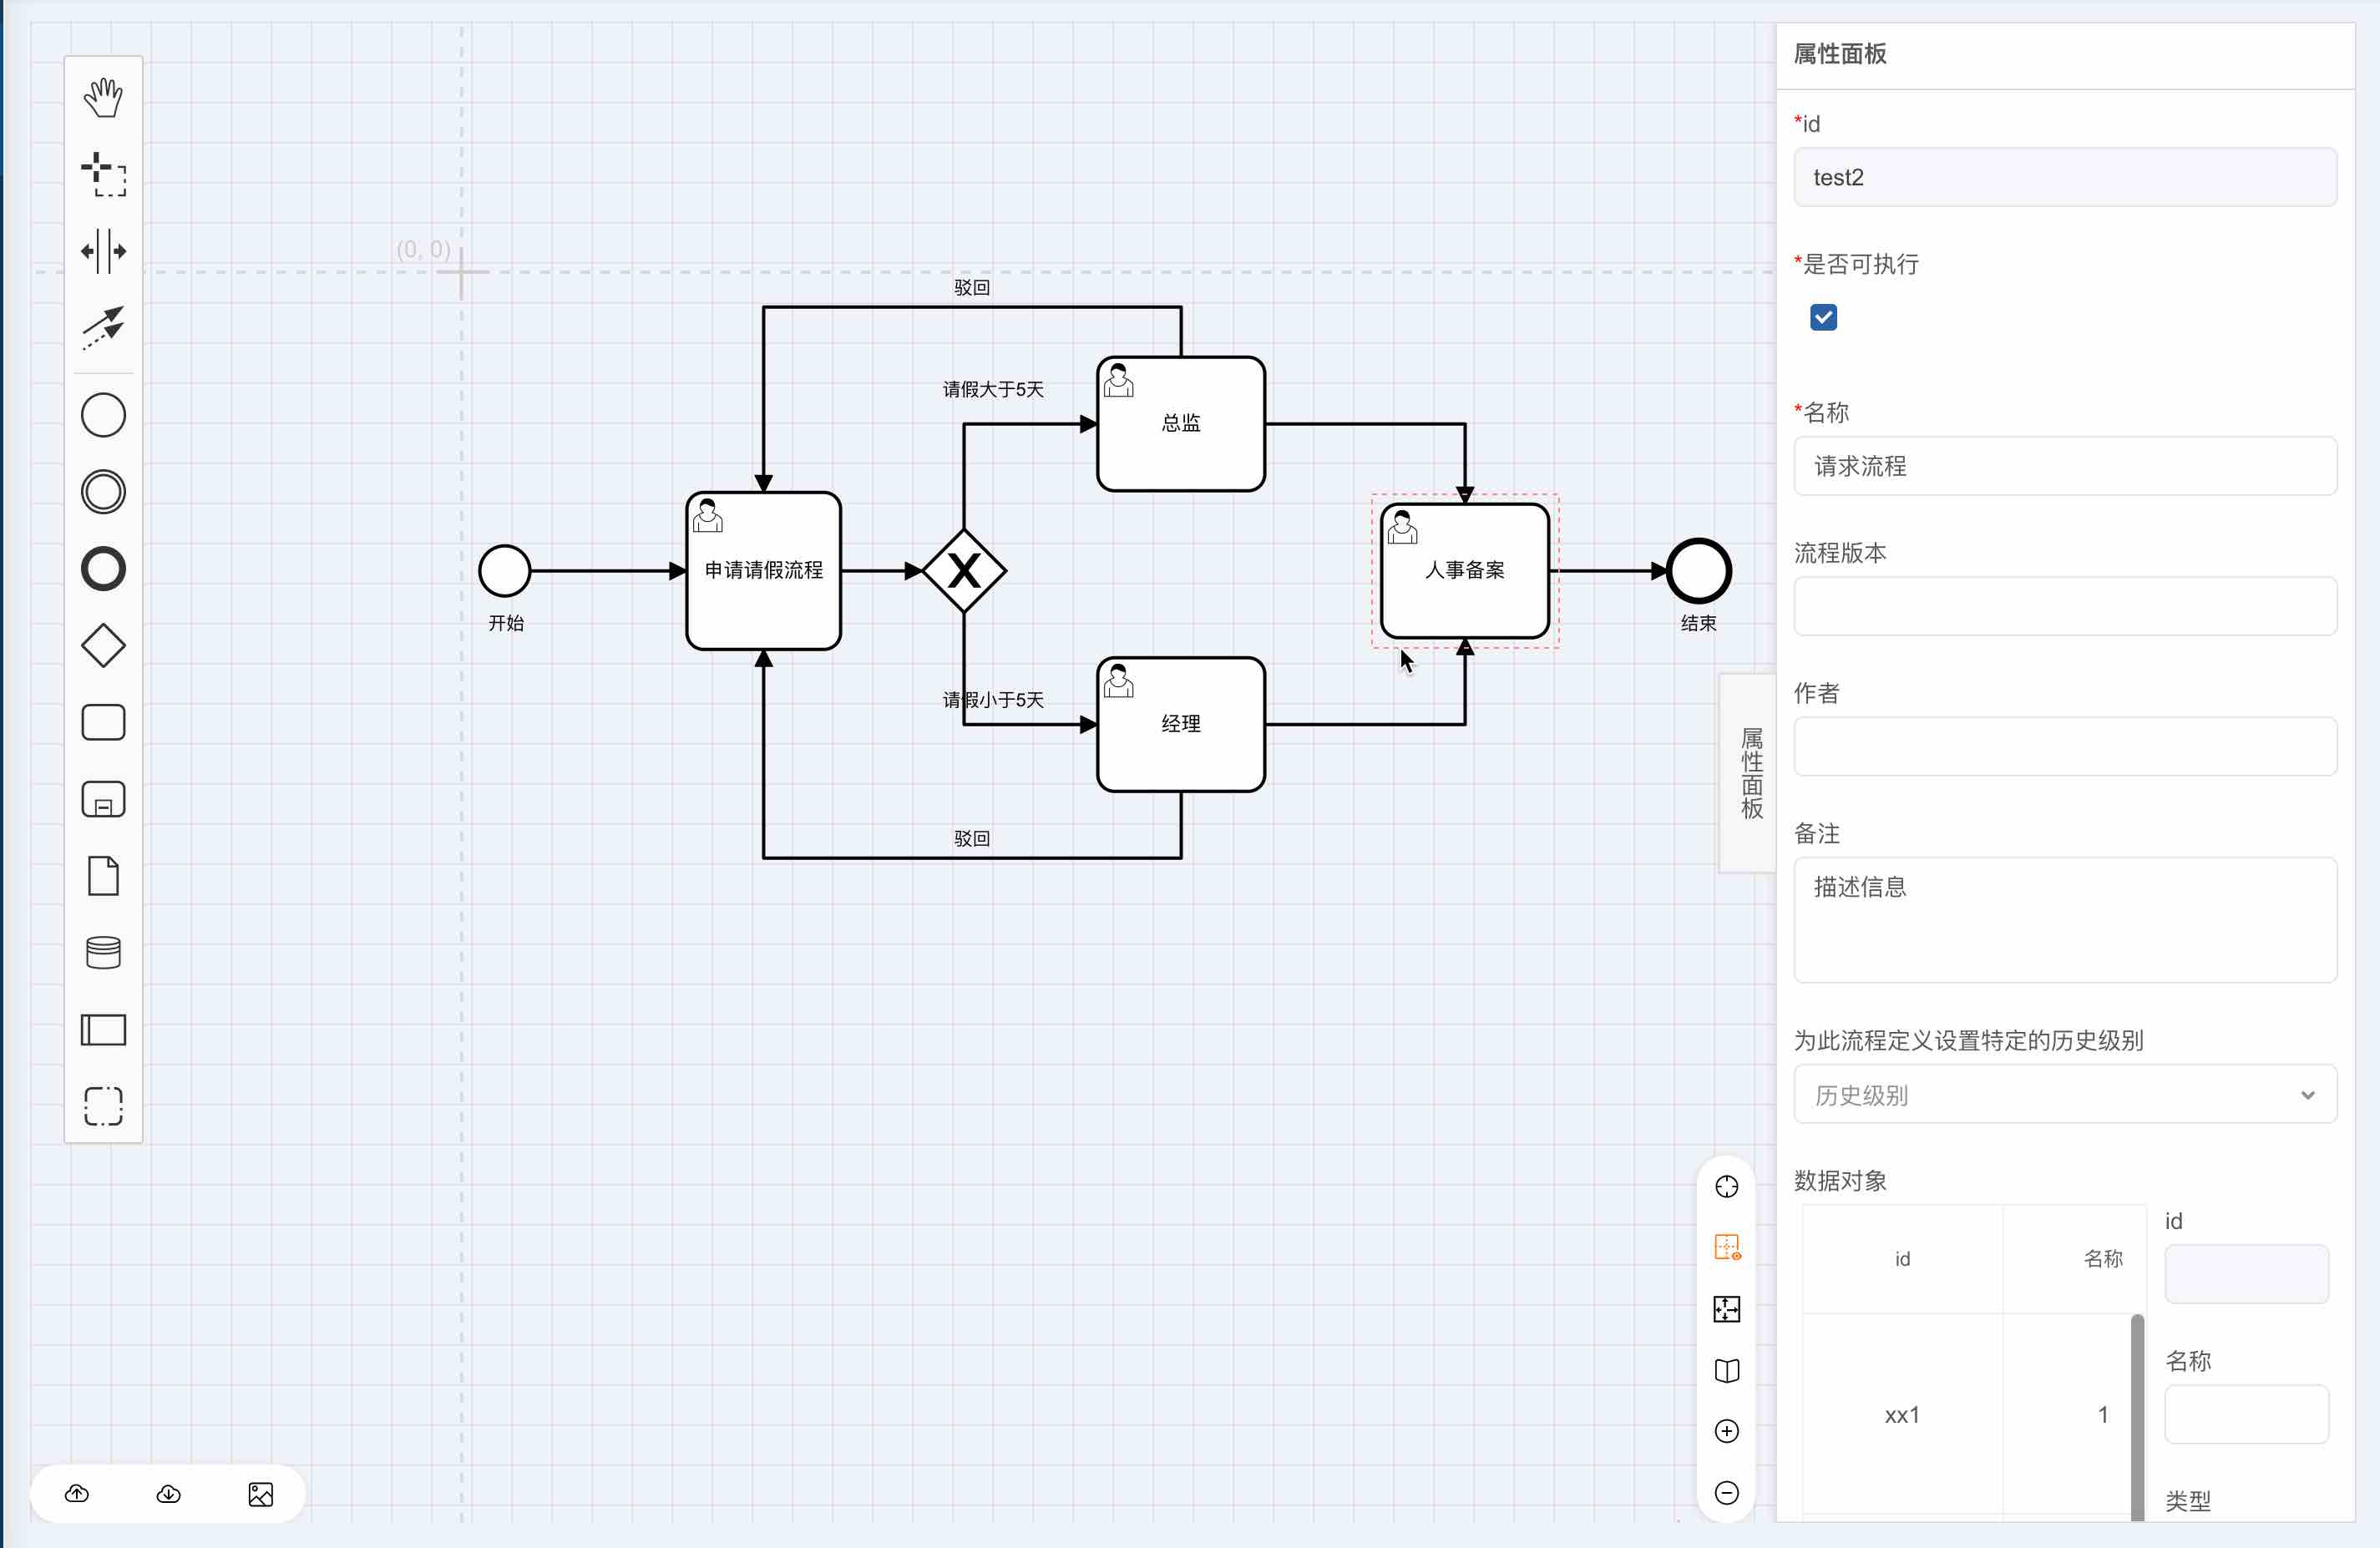 (0, 0)
驳回
请假大于5天
总监
申请请假流程
人事备案
开始
结束
请假小于5天
经理
驳回
属性面板
属性面板
*id
test2
*是否可执行
*名称
请求流程
流程版本
作者
备注
描述信息
为此流程定义设置特定的历史级别
历史级别
数据对象
id 名称
xx1 1
id
名称
类型